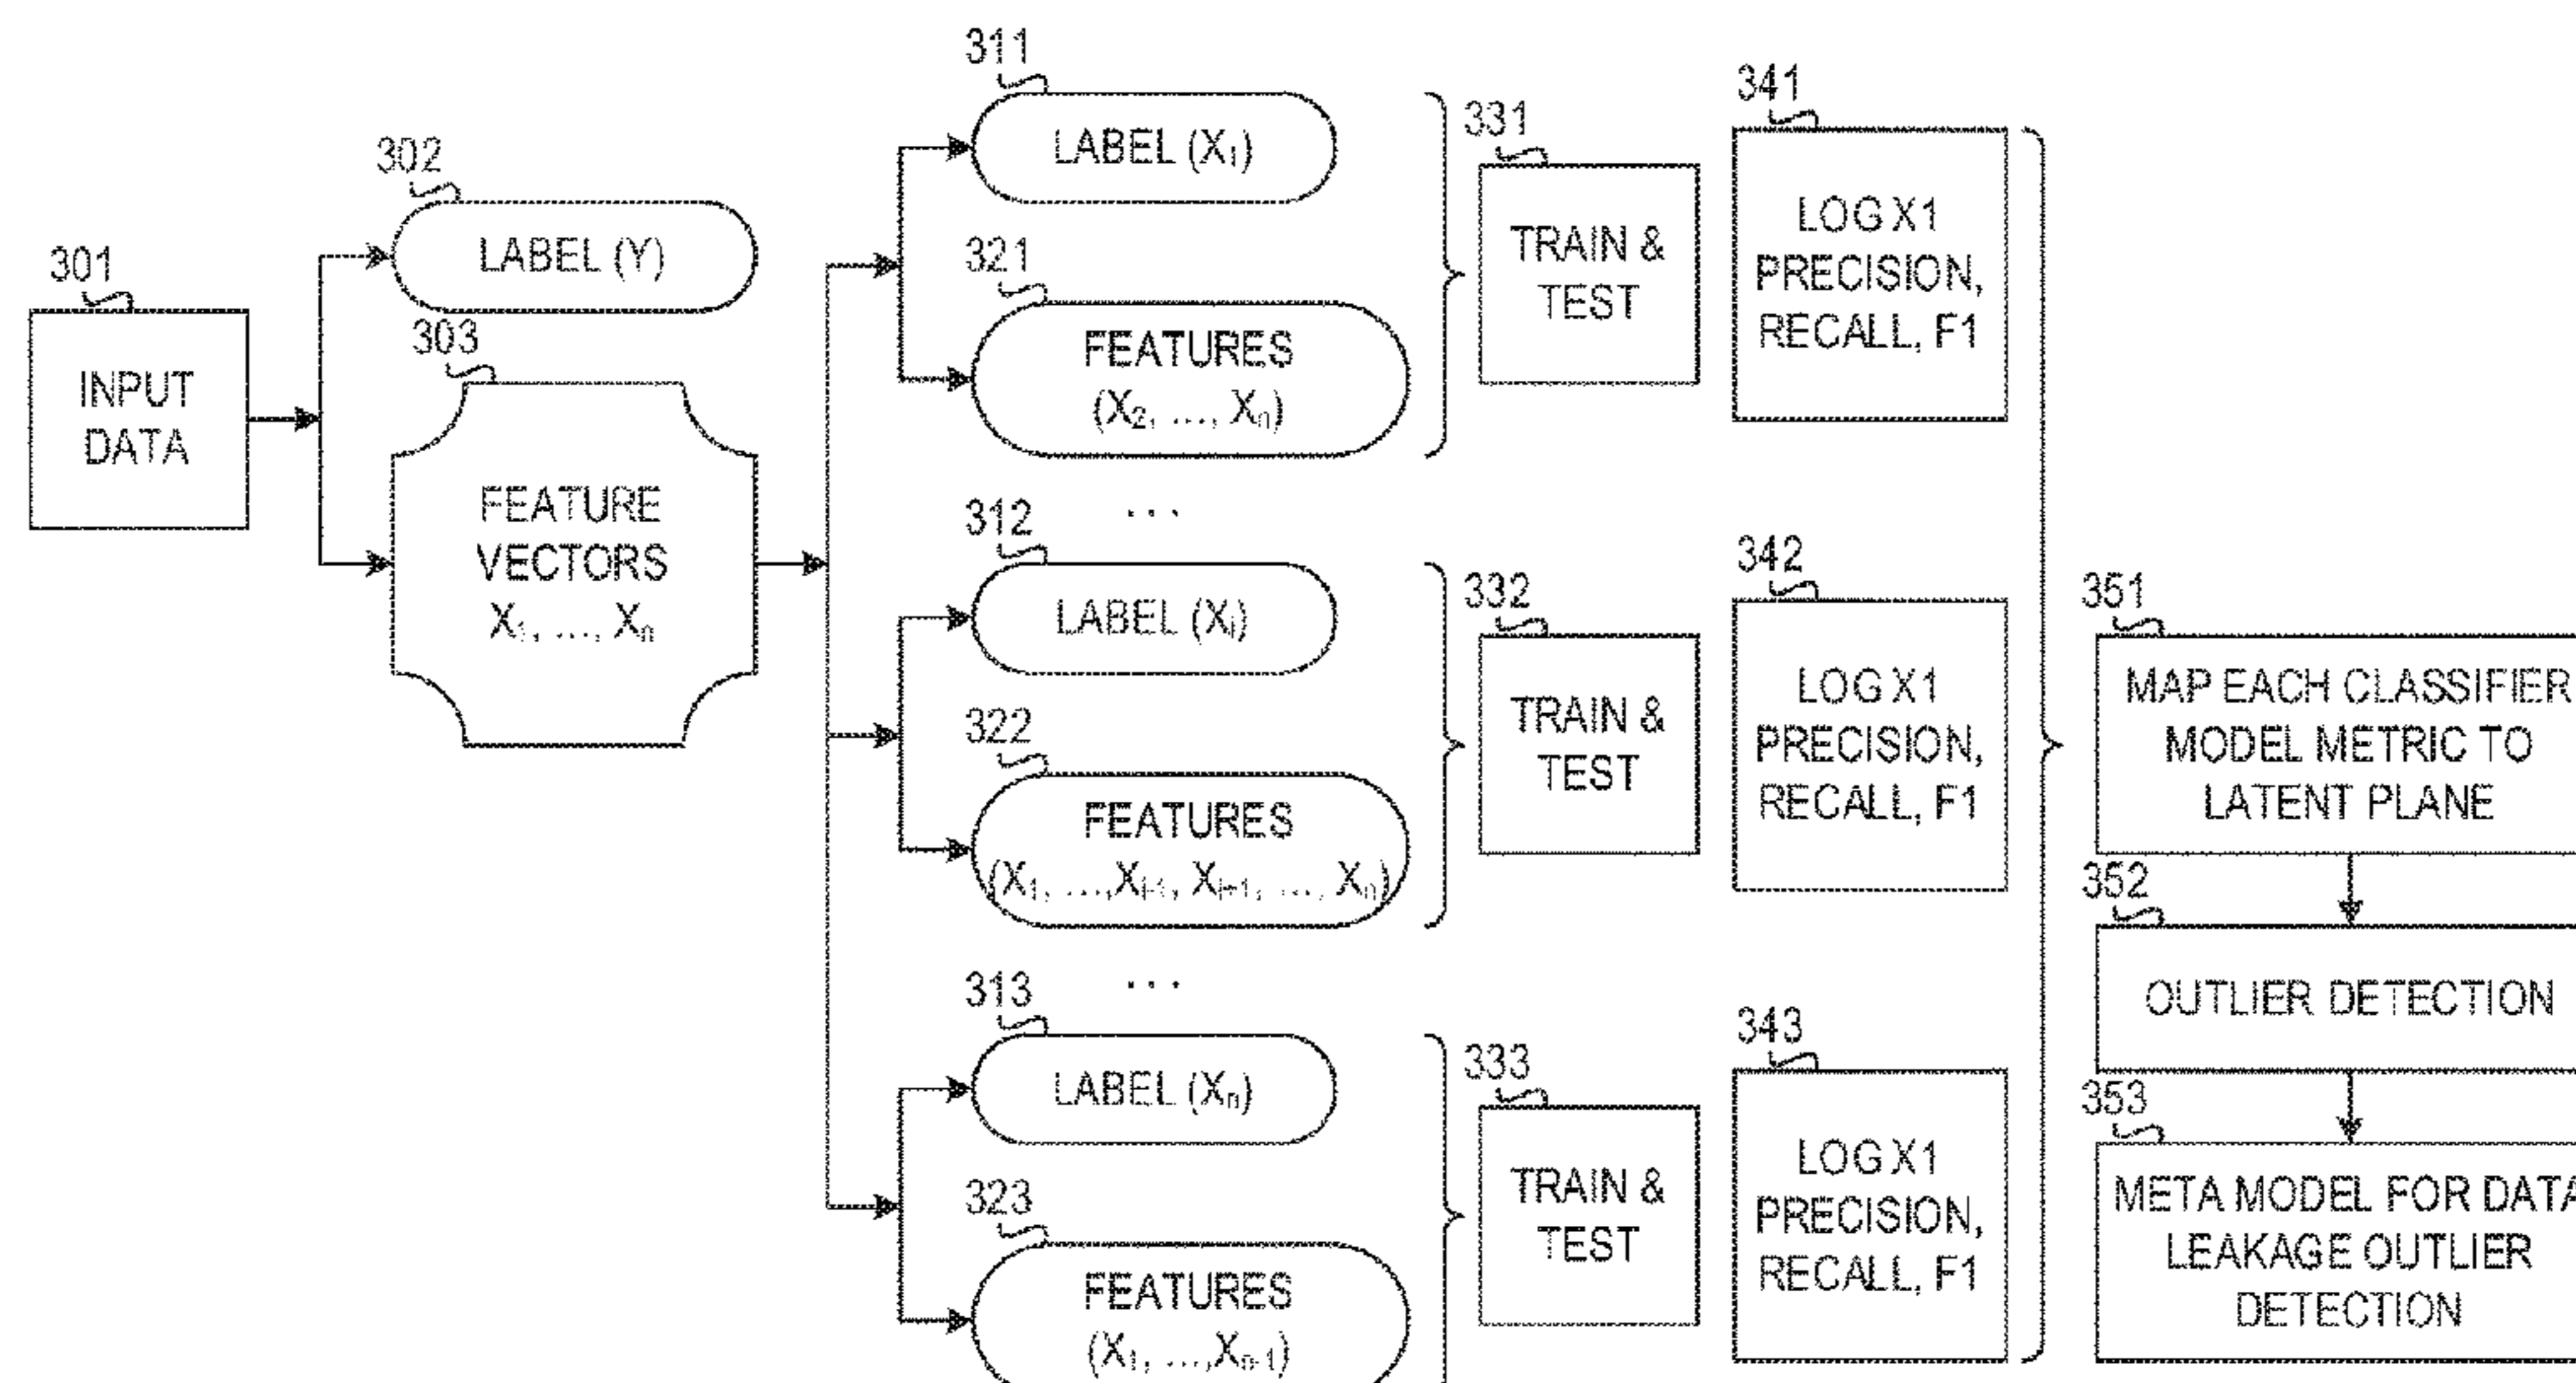 301
INPUT
DATA
302
LABEL (Y)
303
FEATURE
VECTORS
X₁, ..., Xₙ
311
LABEL (X₁)
321
FEATURES
(X₂, ..., Xₙ)
331
TRAIN &
TEST
341
LOG X1
PRECISION,
RECALL, F1
...
312
LABEL (Xᵢ)
322
FEATURES
(X₁, ...,Xᵢ₋₁, Xᵢ₊₁, ..., Xₙ)
332
TRAIN &
TEST
342
LOG X1
PRECISION,
RECALL, F1
...
313
LABEL (Xₙ)
323
FEATURES
(X₁, ...,Xₙ₋₁)
333
TRAIN &
TEST
343
LOG X1
PRECISION,
RECALL, F1
351
MAP EACH CLASSIFIER
MODEL METRIC TO
LATENT PLANE
352
OUTLIER DETECTION
353
META MODEL FOR DATA
LEAKAGE OUTLIER
DETECTION